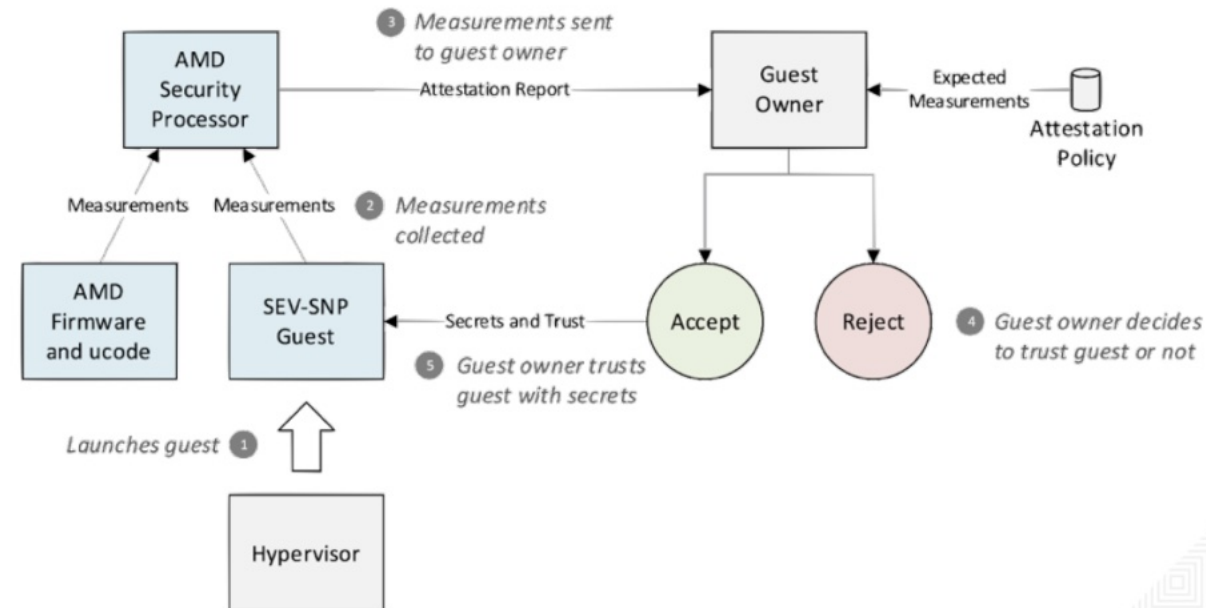 3 Measurements sent
to guest owner
AMD
Security
Processor
Attestation Report
Guest
Owner
Expected
Measurements
Attestation
Policy
Measurements
Measurements
2 Measurements
collected
AMD
Firmware
and ucode
SEV-SNP
Guest
Secrets and Trust
Accept
Reject
4 Guest owner decides
to trust guest or not
5 Guest owner trusts
guest with secrets
Launches guest 1
Hypervisor